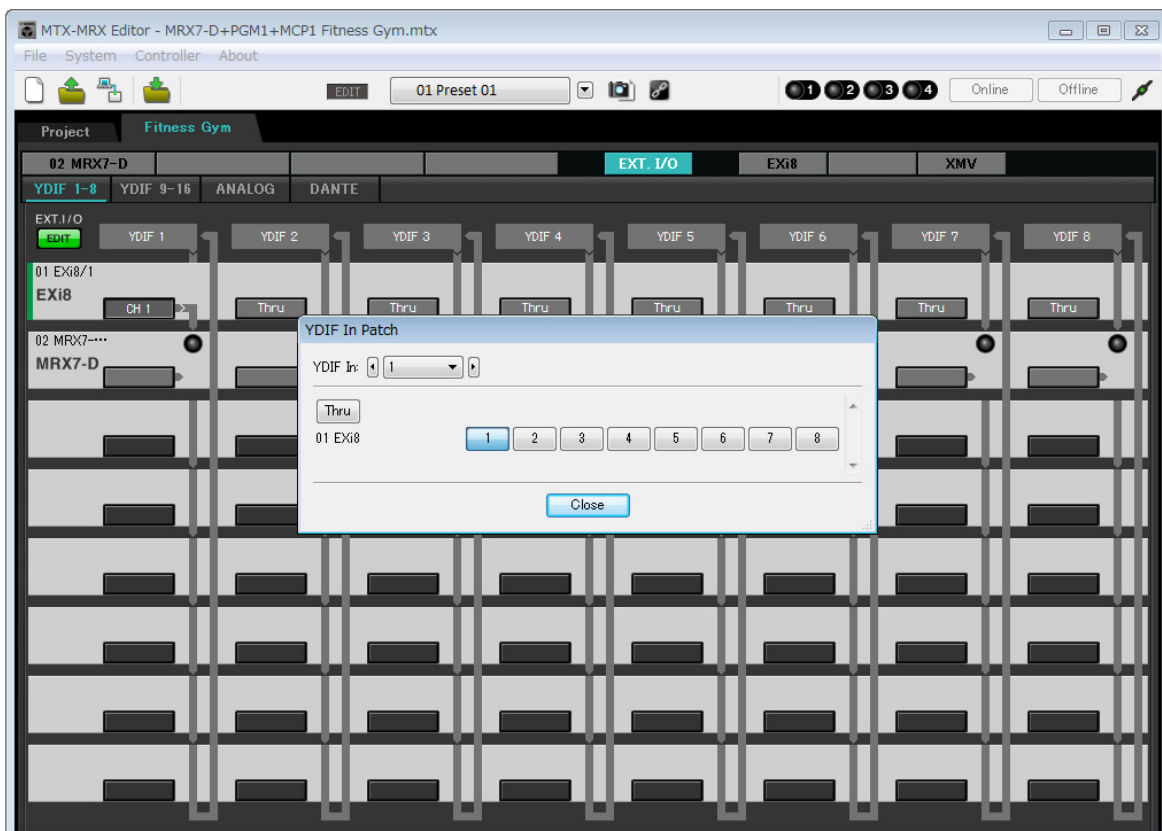 MTX-MRX Editor - MRX7-D+PGM1+MCP1 Fitness Gym.mtx
File System Controller About
EDIT 01 Preset 01 1 2 3 4 Online Offline
Project Fitness Gym
02 MRX7-D EXT. I/O EXi8 XMV
YDIF 1-8 YDIF 9-16 ANALOG DANTE
EXT.I/O
EDIT YDIF 1 YDIF 2 YDIF 3 YDIF 4 YDIF 5 YDIF 6 YDIF 7 YDIF 8
01 EXi8/1
EXi8
CH 1 Thru Thru Thru Thru Thru Thru Thru
02 MRX7-···
MRX7-D
YDIF In Patch
YDIF In: 1
Thru
01 EXi8 1 2 3 4 5 6 7 8
Close